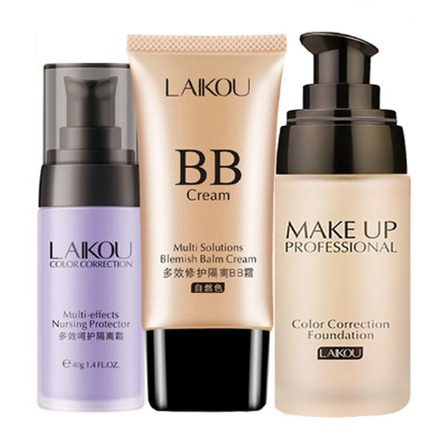 LAIKOU
COLOR CORRECTION
Multi-effects
Nursing Protector
多效呵护隔离霜
℮40g 1.4 FL.OZ.
LAIKOU
BB
Cream
Multi Solutions
Blemish Balm Cream
多效修护隔离BB霜
自然色
MAKE UP
PROFESSIONAL
Color Correction
Foundation
LAIKOU